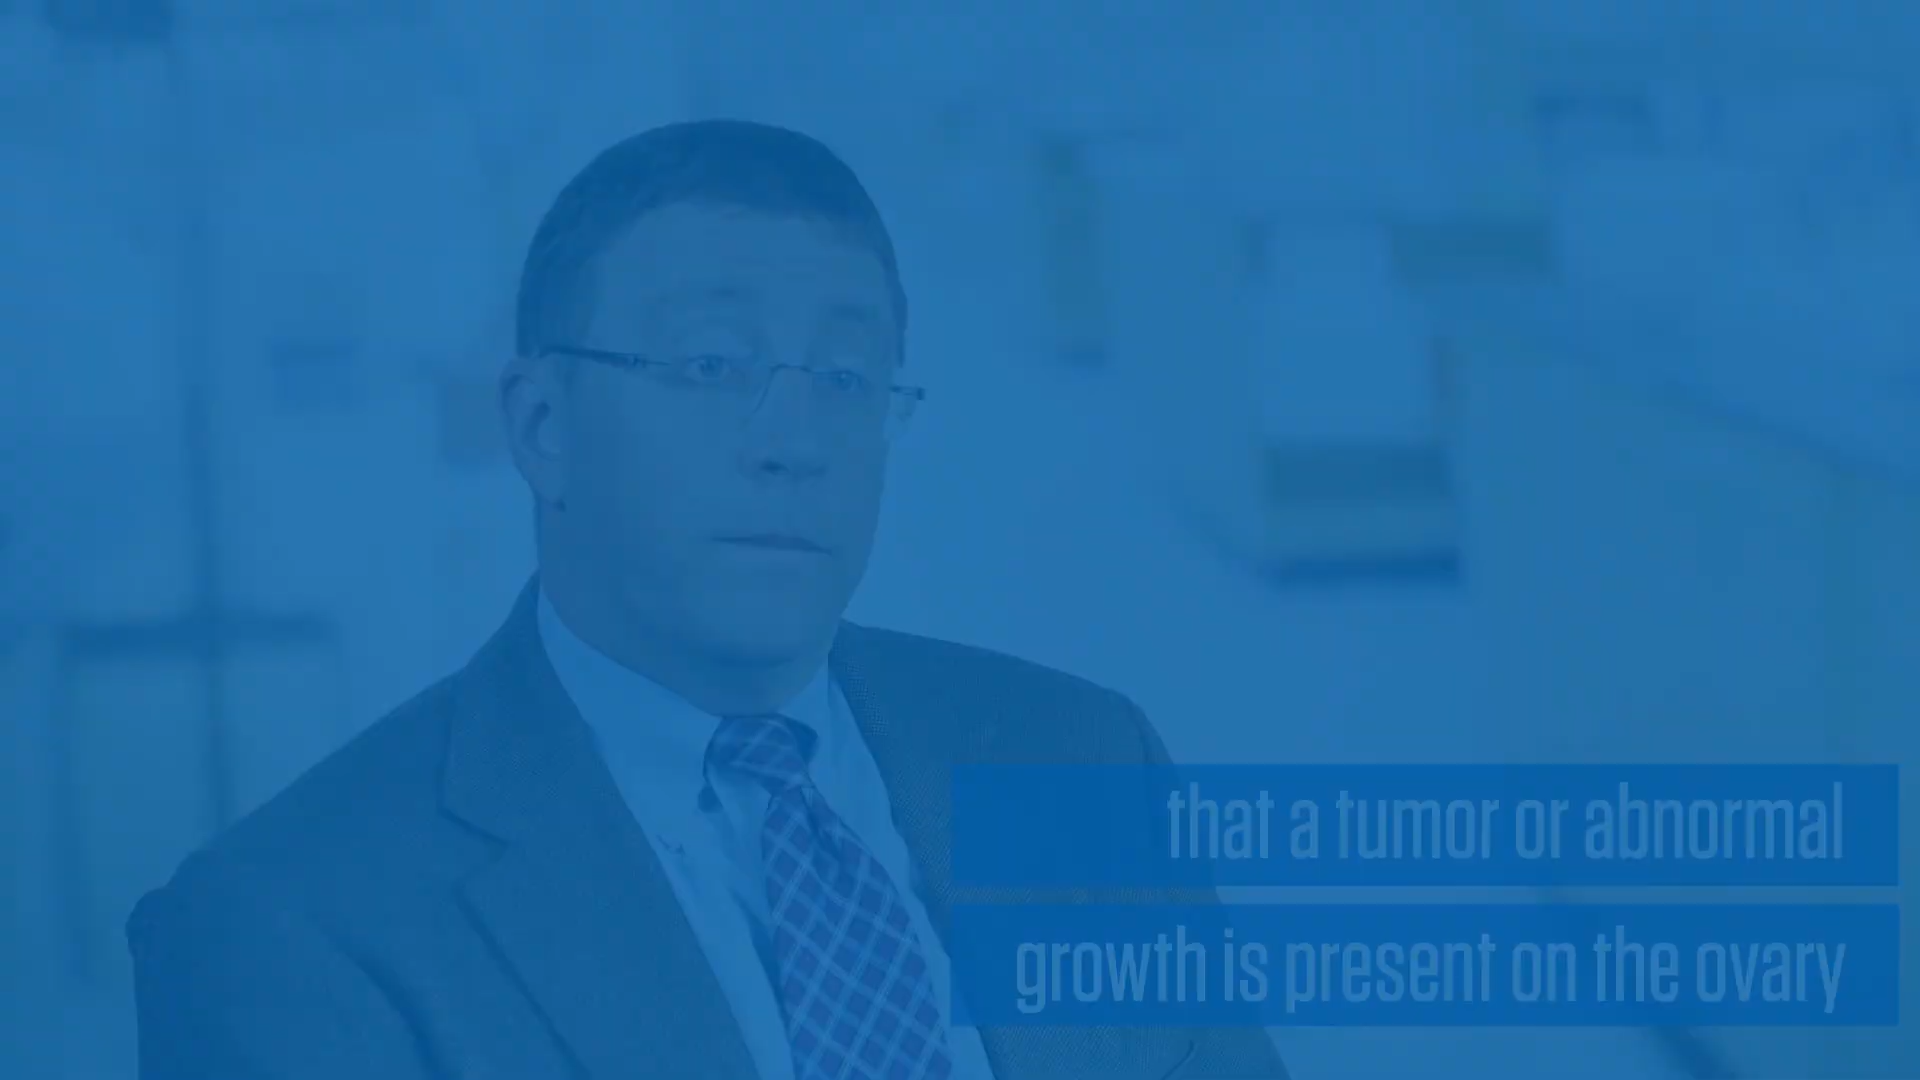 that a tumor or abnormal
growth is present on the ovary